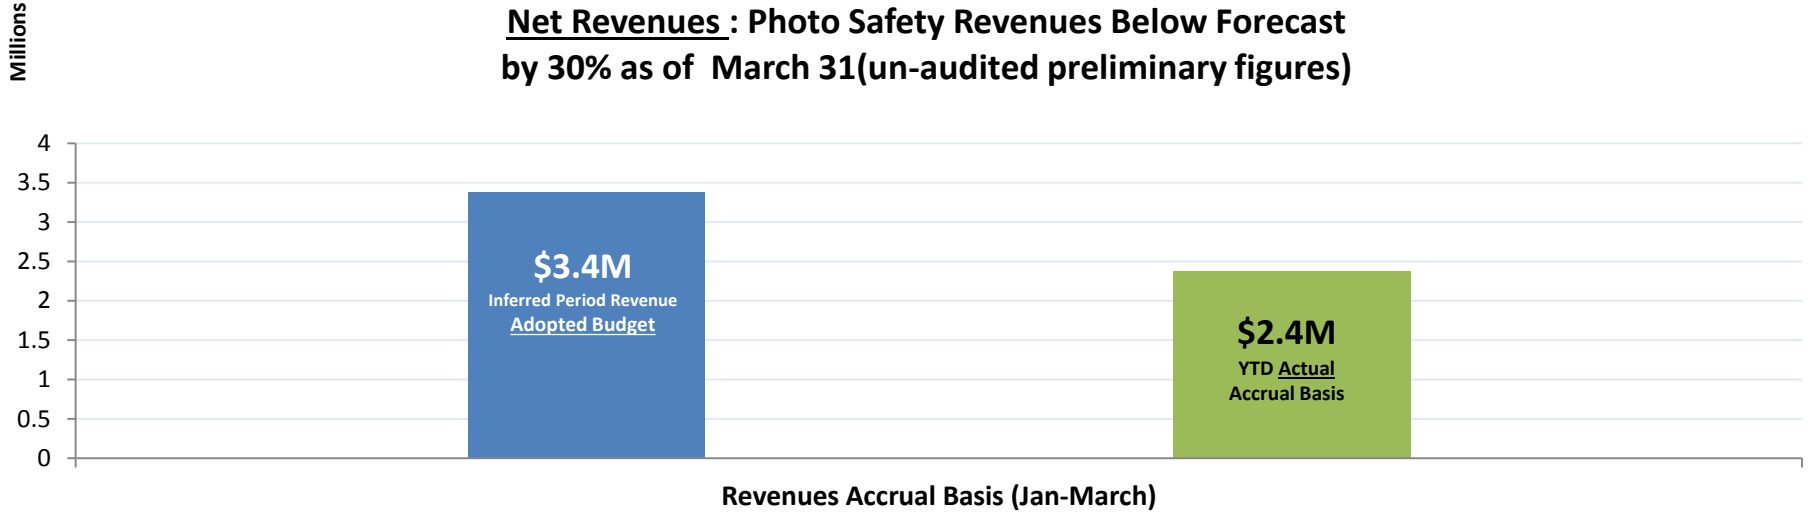 Millions
Net Revenues : Photo Safety Revenues Below Forecast
by 30% as of  March 31(un-audited preliminary figures)
4
3.5
3
2.5
2
1.5
1
0.5
0
$3.4M
Inferred Period Revenue
Adopted Budget
$2.4M
YTD Actual
Accrual Basis
Revenues Accrual Basis (Jan-March)